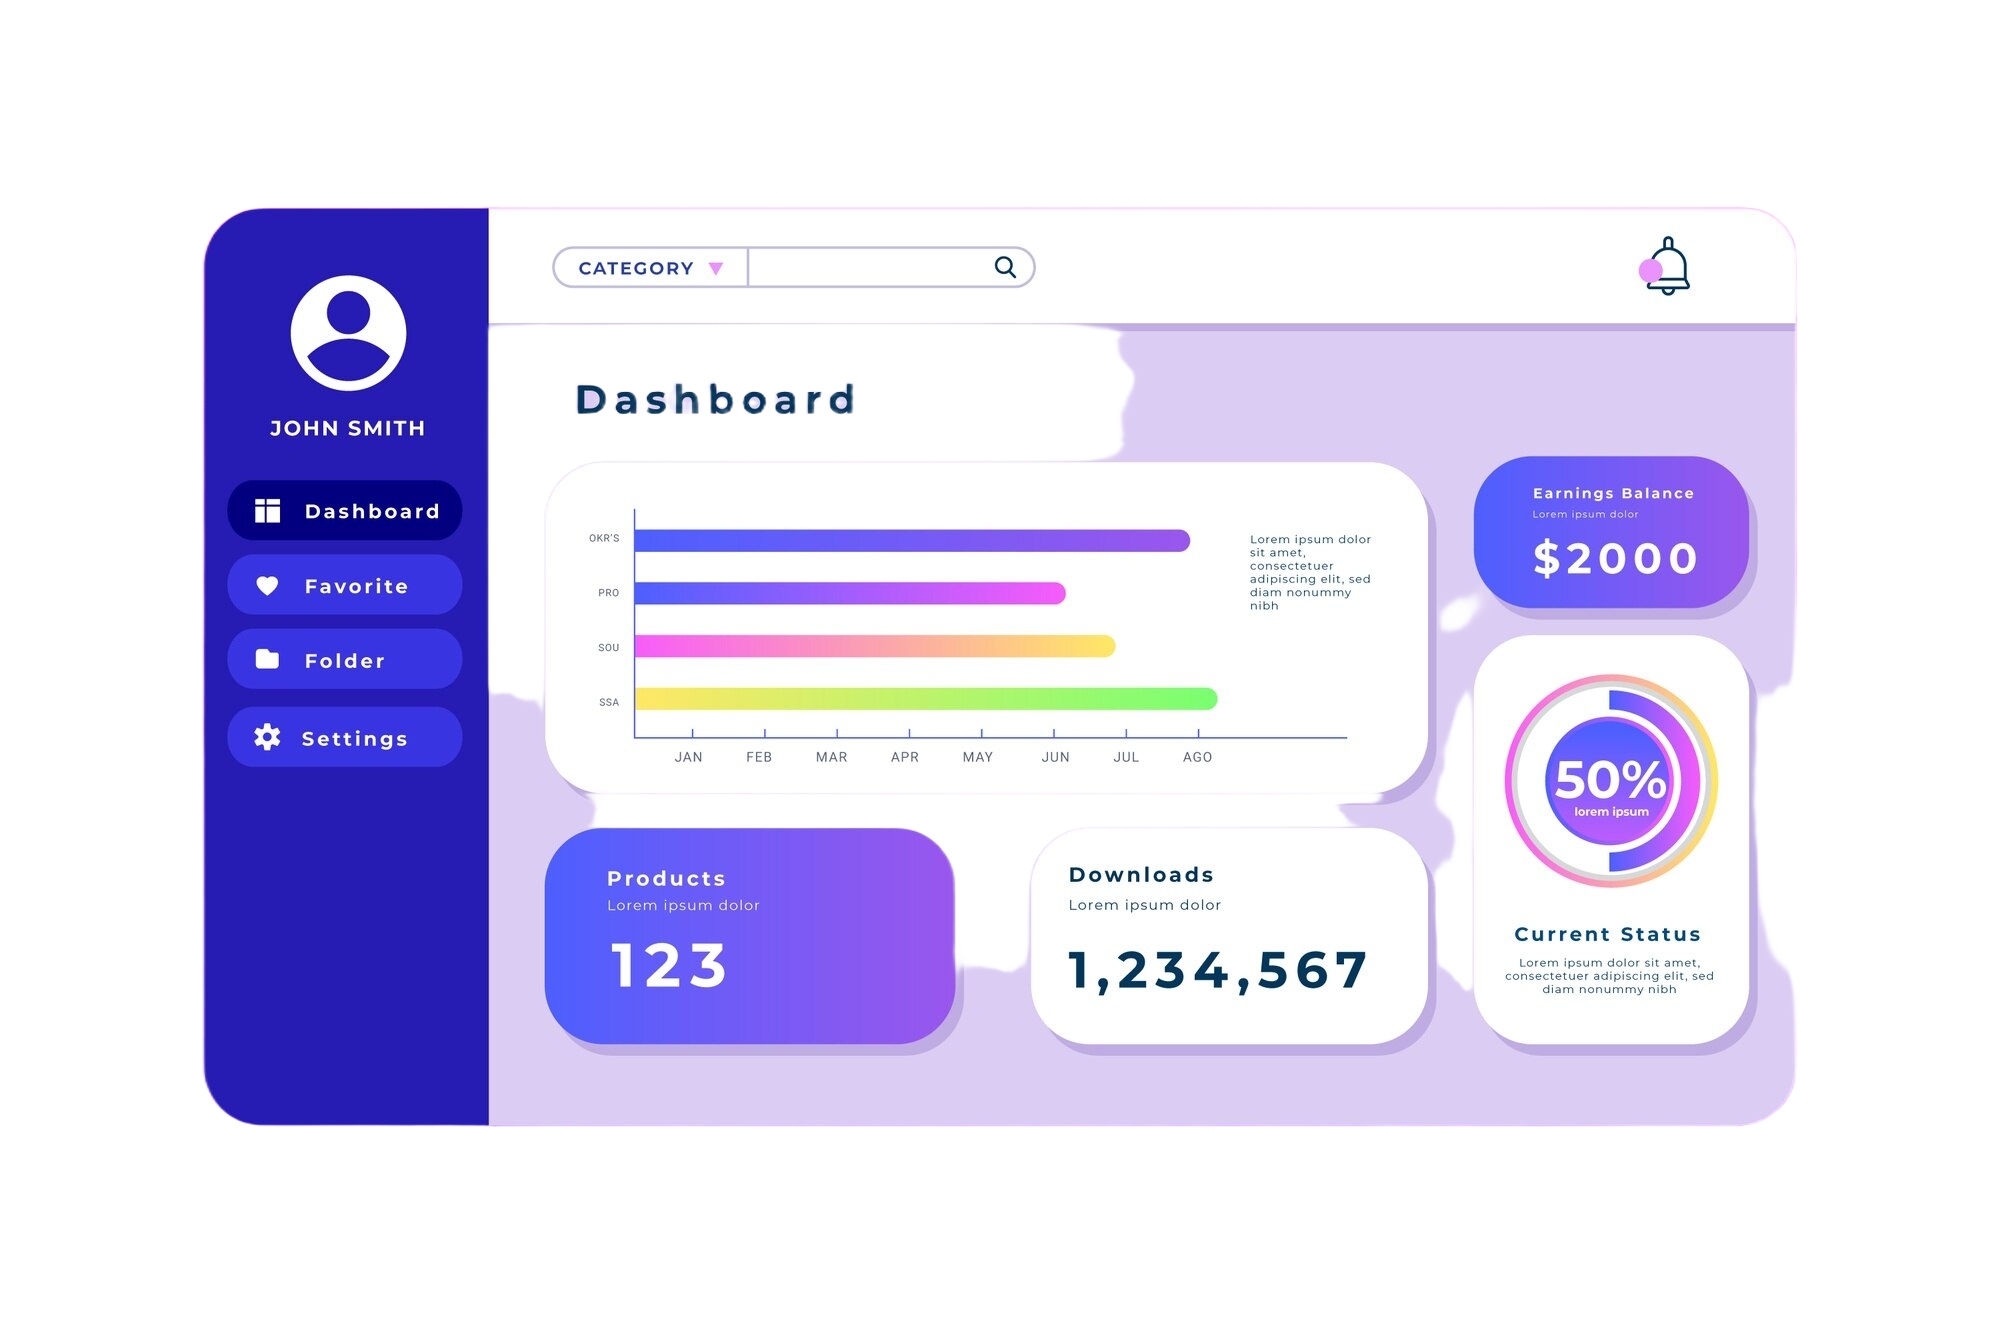 JOHN SMITH
Dashboard
Favorite
Folder
Settings
CATEGORY
Dashboard
OKR'S
PRO
SOU
SSA
JAN FEB MAR APR MAY JUN JUL AGO
Lorem ipsum dolor
sit amet,
consectetuer
adipiscing elit, sed
diam nonummy
nibh
Earnings Balance
Lorem ipsum dolor
$2000
50%
lorem ipsum
Current Status
Lorem ipsum dolor sit amet,
consectetuer adipiscing elit, sed
diam nonummy nibh
Products
Lorem ipsum dolor
123
Downloads
Lorem ipsum dolor
1,234,567